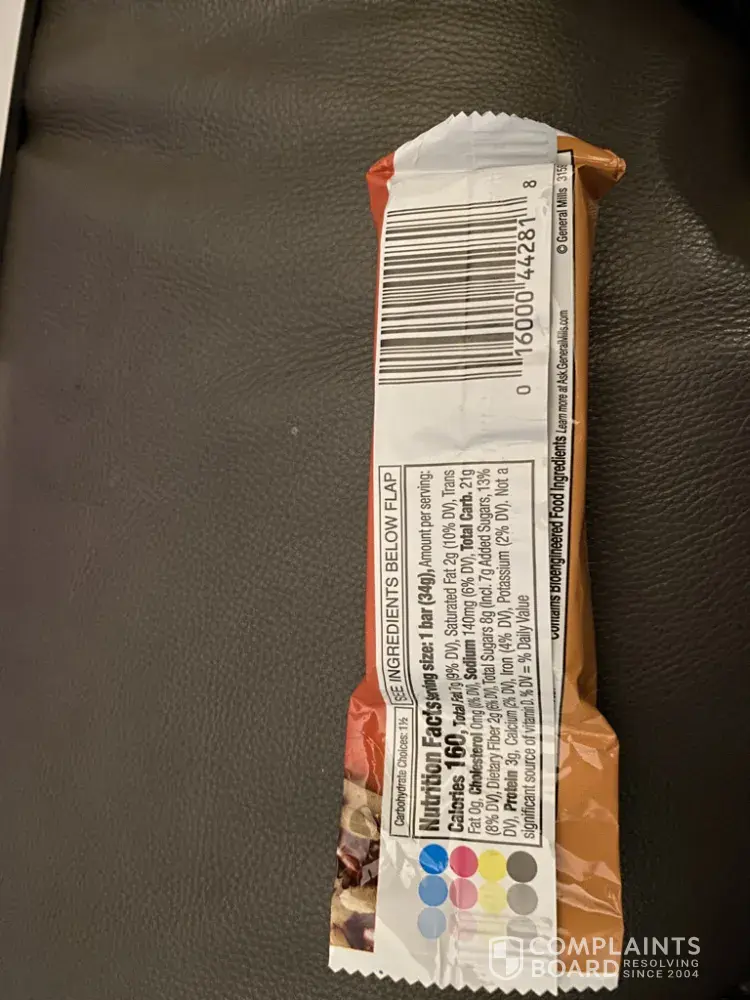 Carbohydrate Choices: 1½
SEE INGREDIENTS BELOW FLAP
Nutrition Facts Serving size: 1 bar (34g), Amount per serving:
Calories 160, Total Fat 7g (9% DV), Saturated Fat 2g (10% DV), Trans
Fat 0g, Cholesterol 0mg (0% DV), Sodium 140mg (6% DV), Total Carb. 21g
(8% DV), Dietary Fiber 2g (6% DV), Total Sugars 8g (Incl. 7g Added Sugars, 13%
DV), Protein 3g, Calcium (2% DV), Iron (4% DV), Potassium (2% DV). Not a
significant source of vitamin D. % DV = % Daily Value
0 16000 44281 8
Contains Bioengineered Food Ingredients Learn more at Ask.GeneralMills.com
© General Mills
COMPLAINTS
BOARD RESOLVING
SINCE 2004